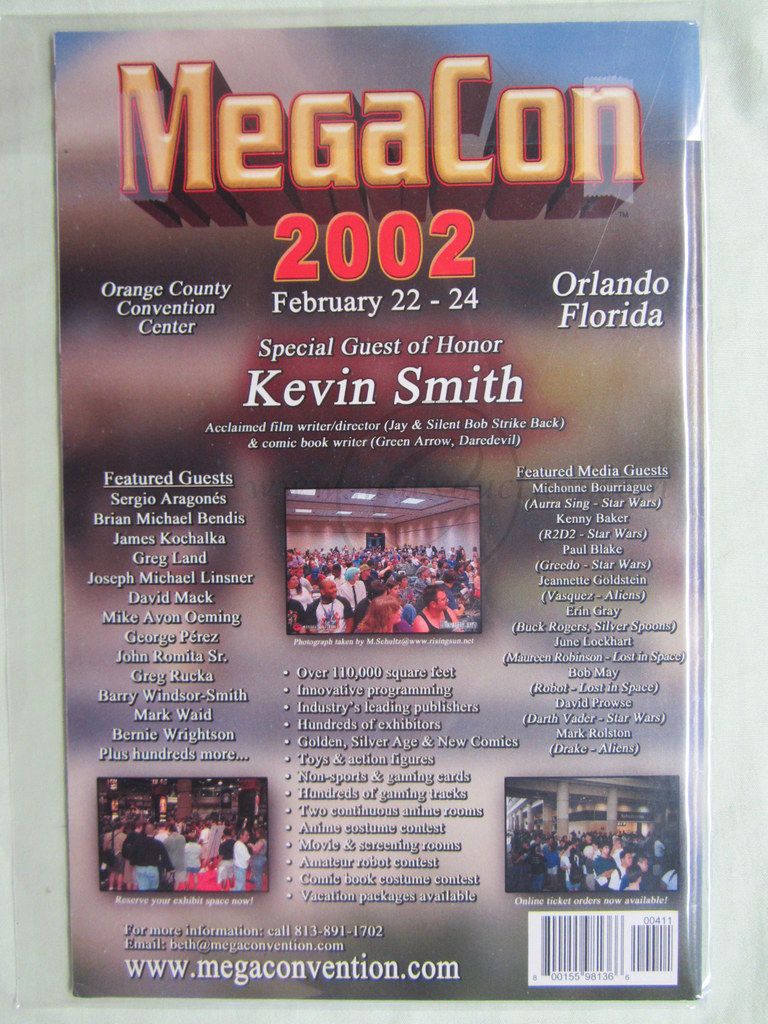 MegaCon
TM
2002
February 22 - 24
Orange County
Convention
Center
Orlando
Florida
Special Guest of Honor
Kevin Smith
Acclaimed film writer/director (Jay & Silent Bob Strike Back)
& comic book writer (Green Arrow, Daredevil)
Featured Guests
Sergio Aragonés
Brian Michael Bendis
James Kochalka
Greg Land
Joseph Michael Linsner
David Mack
Mike Avon Oeming
George Pérez
John Romita Sr.
Greg Rucka
Barry Windsor-Smith
Mark Waid
Bernie Wrightson
Plus hundreds more...
Photograph taken by M.Schultz@www.risingsun.net
• Over 110,000 square feet
• Innovative programming
• Industry's leading publishers
• Hundreds of exhibitors
• Golden, Silver Age & New Comics
• Toys & action figures
• Non-sports & gaming cards
• Hundreds of gaming tracks
• Two continuous anime rooms
• Anime costume contest
• Movie & screening rooms
• Amateur robot contest
• Comic book costume contest
• Vacation packages available
Featured Media Guests
Michonne Bourriague
(Aurra Sing - Star Wars)
Kenny Baker
(R2D2 - Star Wars)
Paul Blake
(Greedo - Star Wars)
Jeannette Goldstein
(Vasquez - Aliens)
Erin Gray
(Buck Rogers, Silver Spoons)
June Lockhart
(Maureen Robinson - Lost in Space)
Bob May
(Robot - Lost in Space)
David Prowse
(Darth Vader - Star Wars)
Mark Rolston
(Drake - Aliens)
Reserve your exhibit space now!
Online ticket orders now available!
For more information: call 813-891-1702
Email: beth@megaconvention.com
www.megaconvention.com
00411
8 00155 98136 6